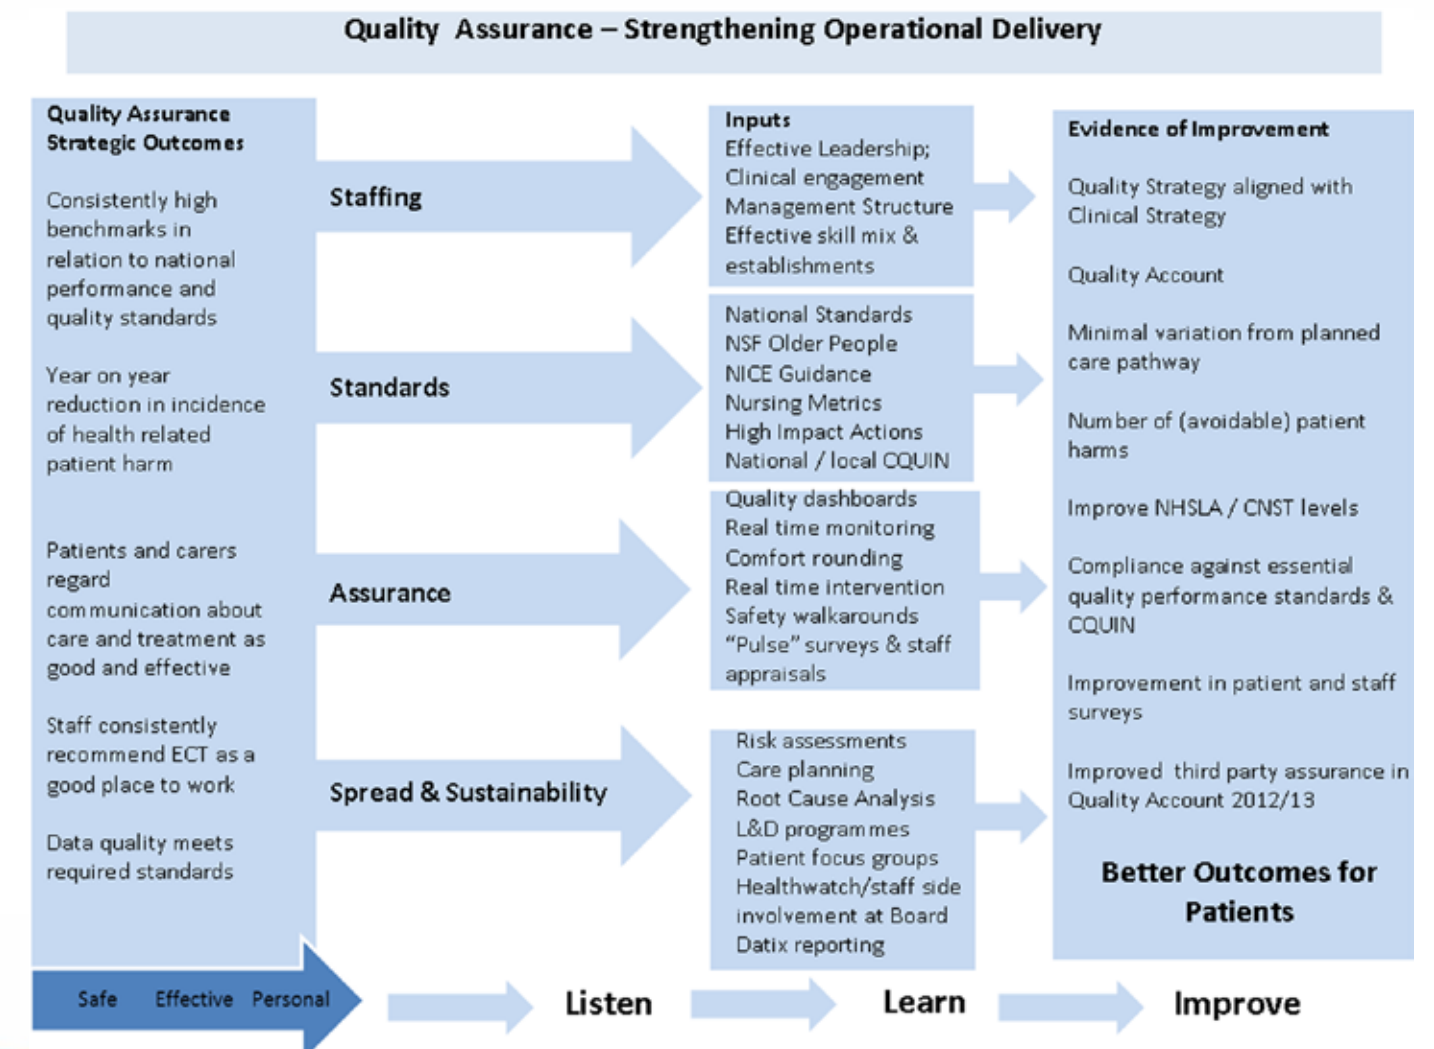 Quality Assurance – Strengthening Operational Delivery
Quality Assurance
Strategic Outcomes
Consistently high
benchmarks in
relation to national
performance and
quality standards
Year on year
reduction in incidence
of health related
patient harm
Patients and carers
regard
communication about
care and treatment as
good and effective
Staff consistently
recommend ECT as a
good place to work
Data quality meets
required standards
Staffing
Standards
Assurance
Spread & Sustainability
Inputs
Effective Leadership;
Clinical engagement
Management Structure
Effective skill mix &
establishments
National Standards
NSF Older People
NICE Guidance
Nursing Metrics
High Impact Actions
National / local CQUIN
Quality dashboards
Real time monitoring
Comfort rounding
Real time intervention
Safety walkarounds
“Pulse” surveys & staff
appraisals
Risk assessments
Care planning
Root Cause Analysis
L&D programmes
Patient focus groups
Healthwatch/staff side
involvement at Board
Datix reporting
Evidence of Improvement
Quality Strategy aligned with
Clinical Strategy
Quality Account
Minimal variation from planned
care pathway
Number of (avoidable) patient
harms
Improve NHSLA / CNST levels
Compliance against essential
quality performance standards &
CQUIN
Improvement in patient and staff
surveys
Improved third party assurance in
Quality Account 2012/13
Better Outcomes for
Patients
Safe Effective Personal
Listen
Learn
Improve